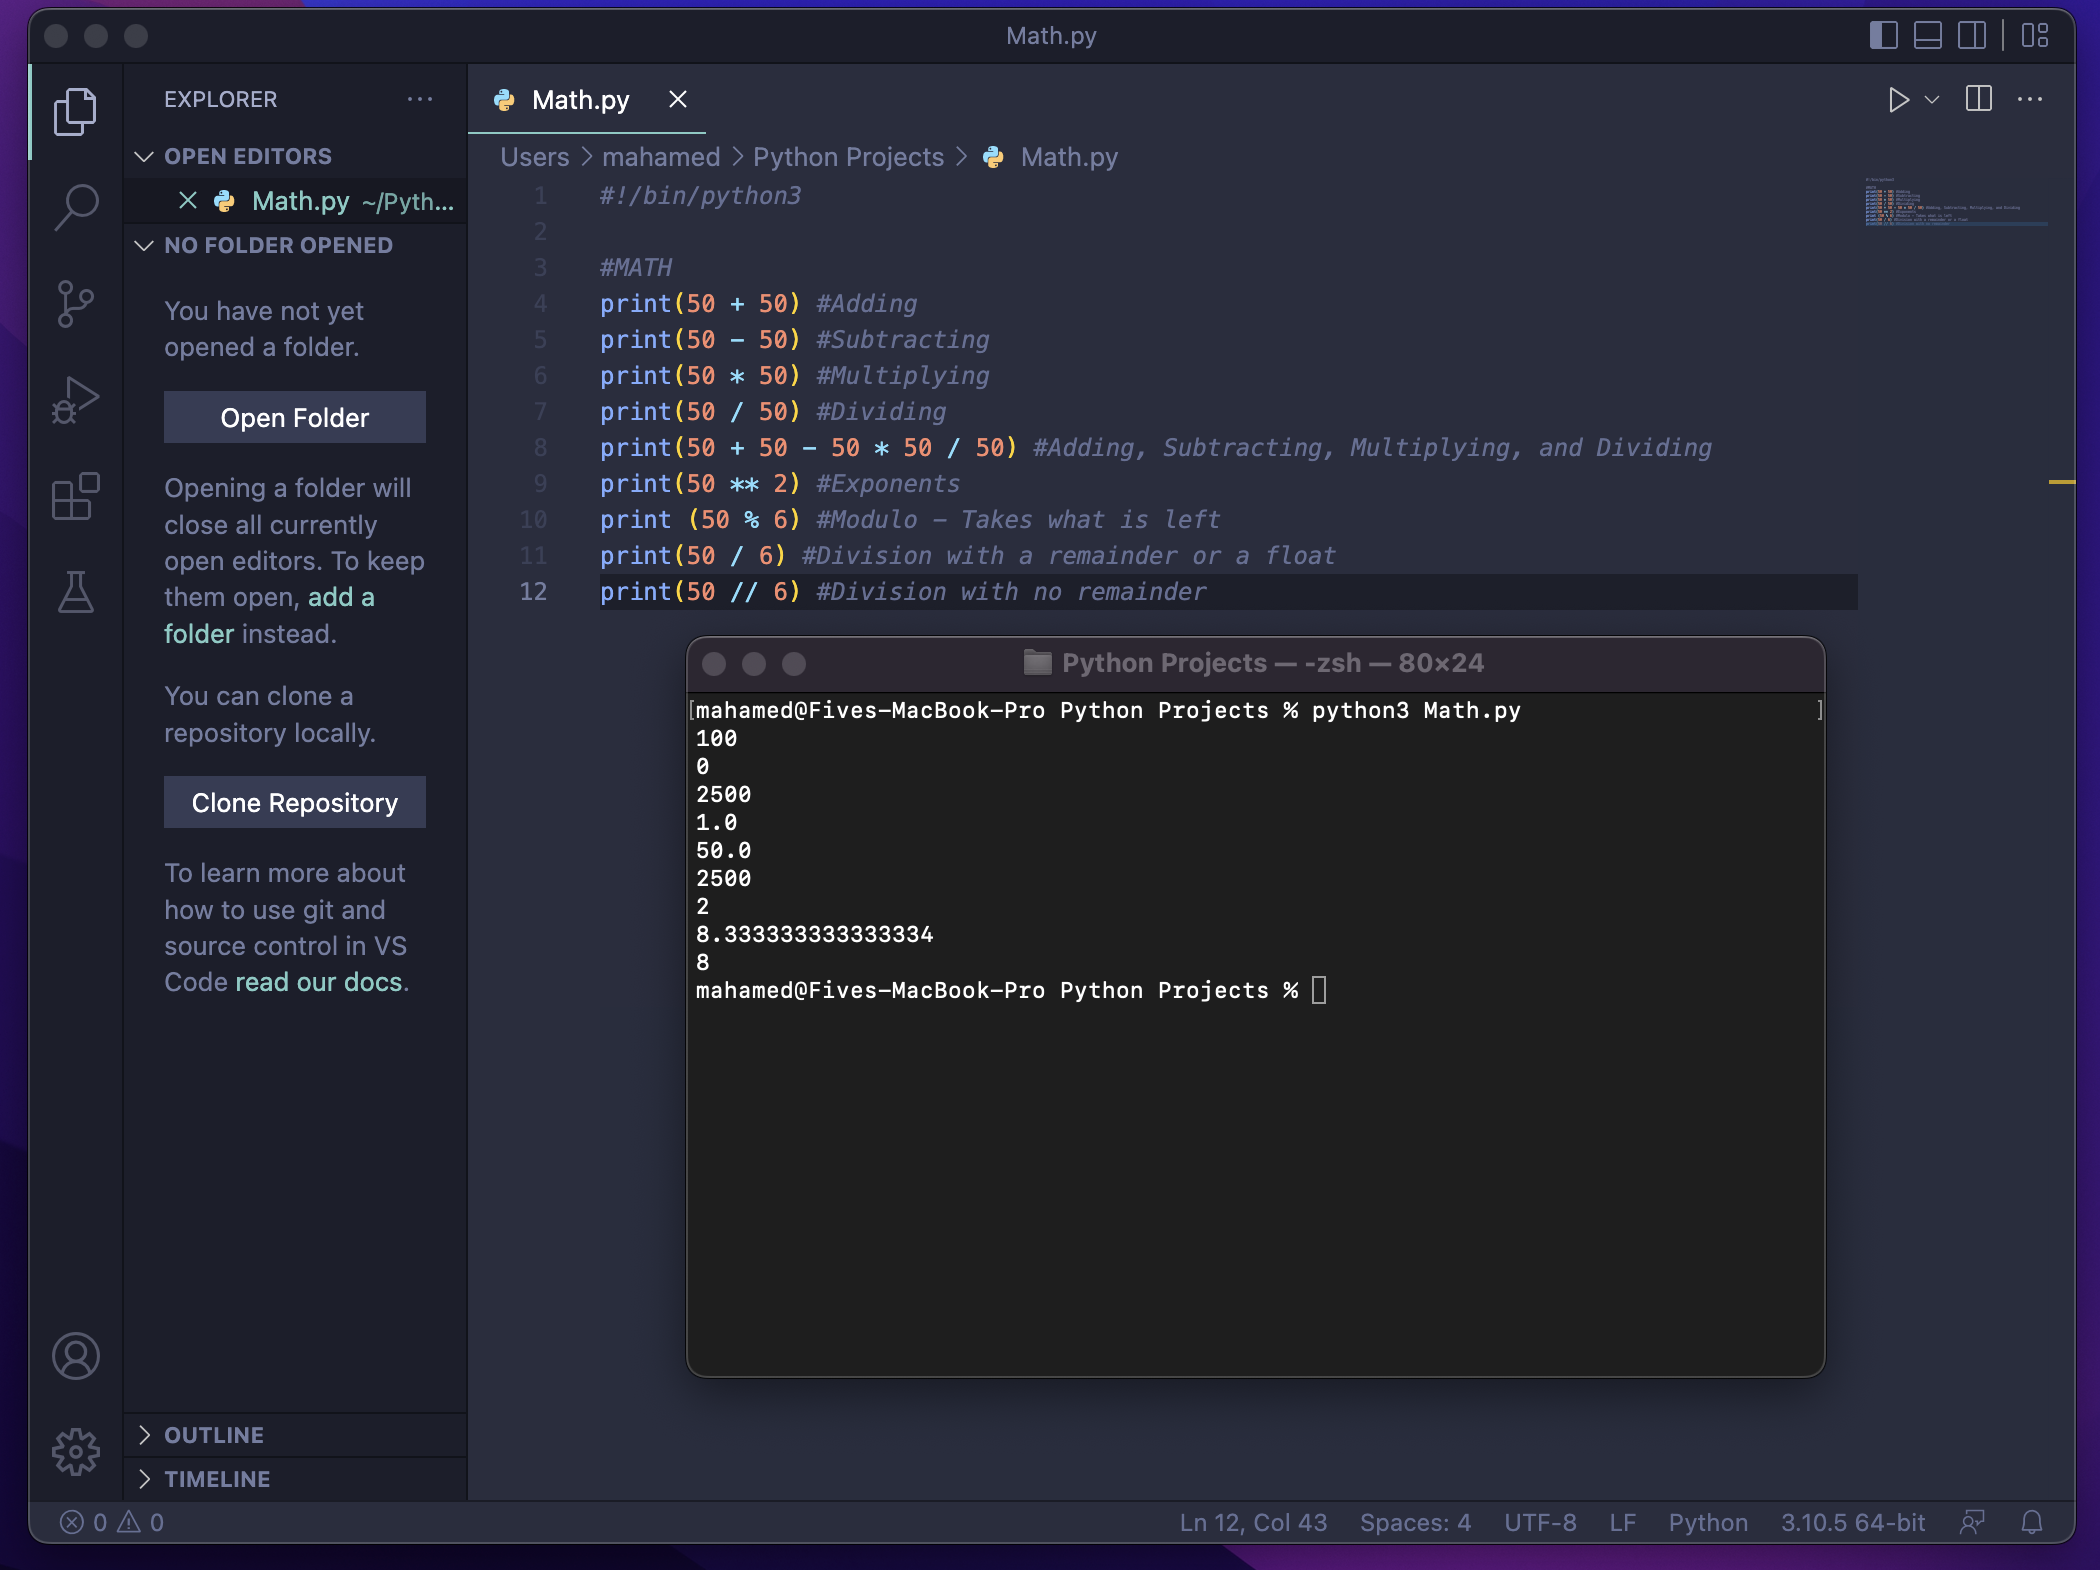 Math.py
EXPLORER
OPEN EDITORS
Math.py ~/Pyth...
NO FOLDER OPENED
You have not yet
opened a folder.
Open Folder
Opening a folder will
close all currently
open editors. To keep
them open, add a
folder instead.
You can clone a
repository locally.
Clone Repository
To learn more about
how to use git and
source control in VS
Code read our docs.
OUTLINE
TIMELINE
Math.py
Users > mahamed > Python Projects > Math.py
1 #!/bin/python3
2
3 #MATH
4 print(50 + 50) #Adding
5 print(50 - 50) #Subtracting
6 print(50 * 50) #Multiplying
7 print(50 / 50) #Dividing
8 print(50 + 50 - 50 * 50 / 50) #Adding, Subtracting, Multiplying, and Dividing
9 print(50 ** 2) #Exponents
10 print (50 % 6) #Modulo - Takes what is left
11 print(50 / 6) #Division with a remainder or a float
12 print(50 // 6) #Division with no remainder
Python Projects — -zsh — 80×24
[mahamed@Fives-MacBook-Pro Python Projects % python3 Math.py ]
100
0
2500
1.0
50.0
2500
2
8.333333333333334
8
mahamed@Fives-MacBook-Pro Python Projects %
0 0
Ln 12, Col 43 Spaces: 4 UTF-8 LF Python 3.10.5 64-bit